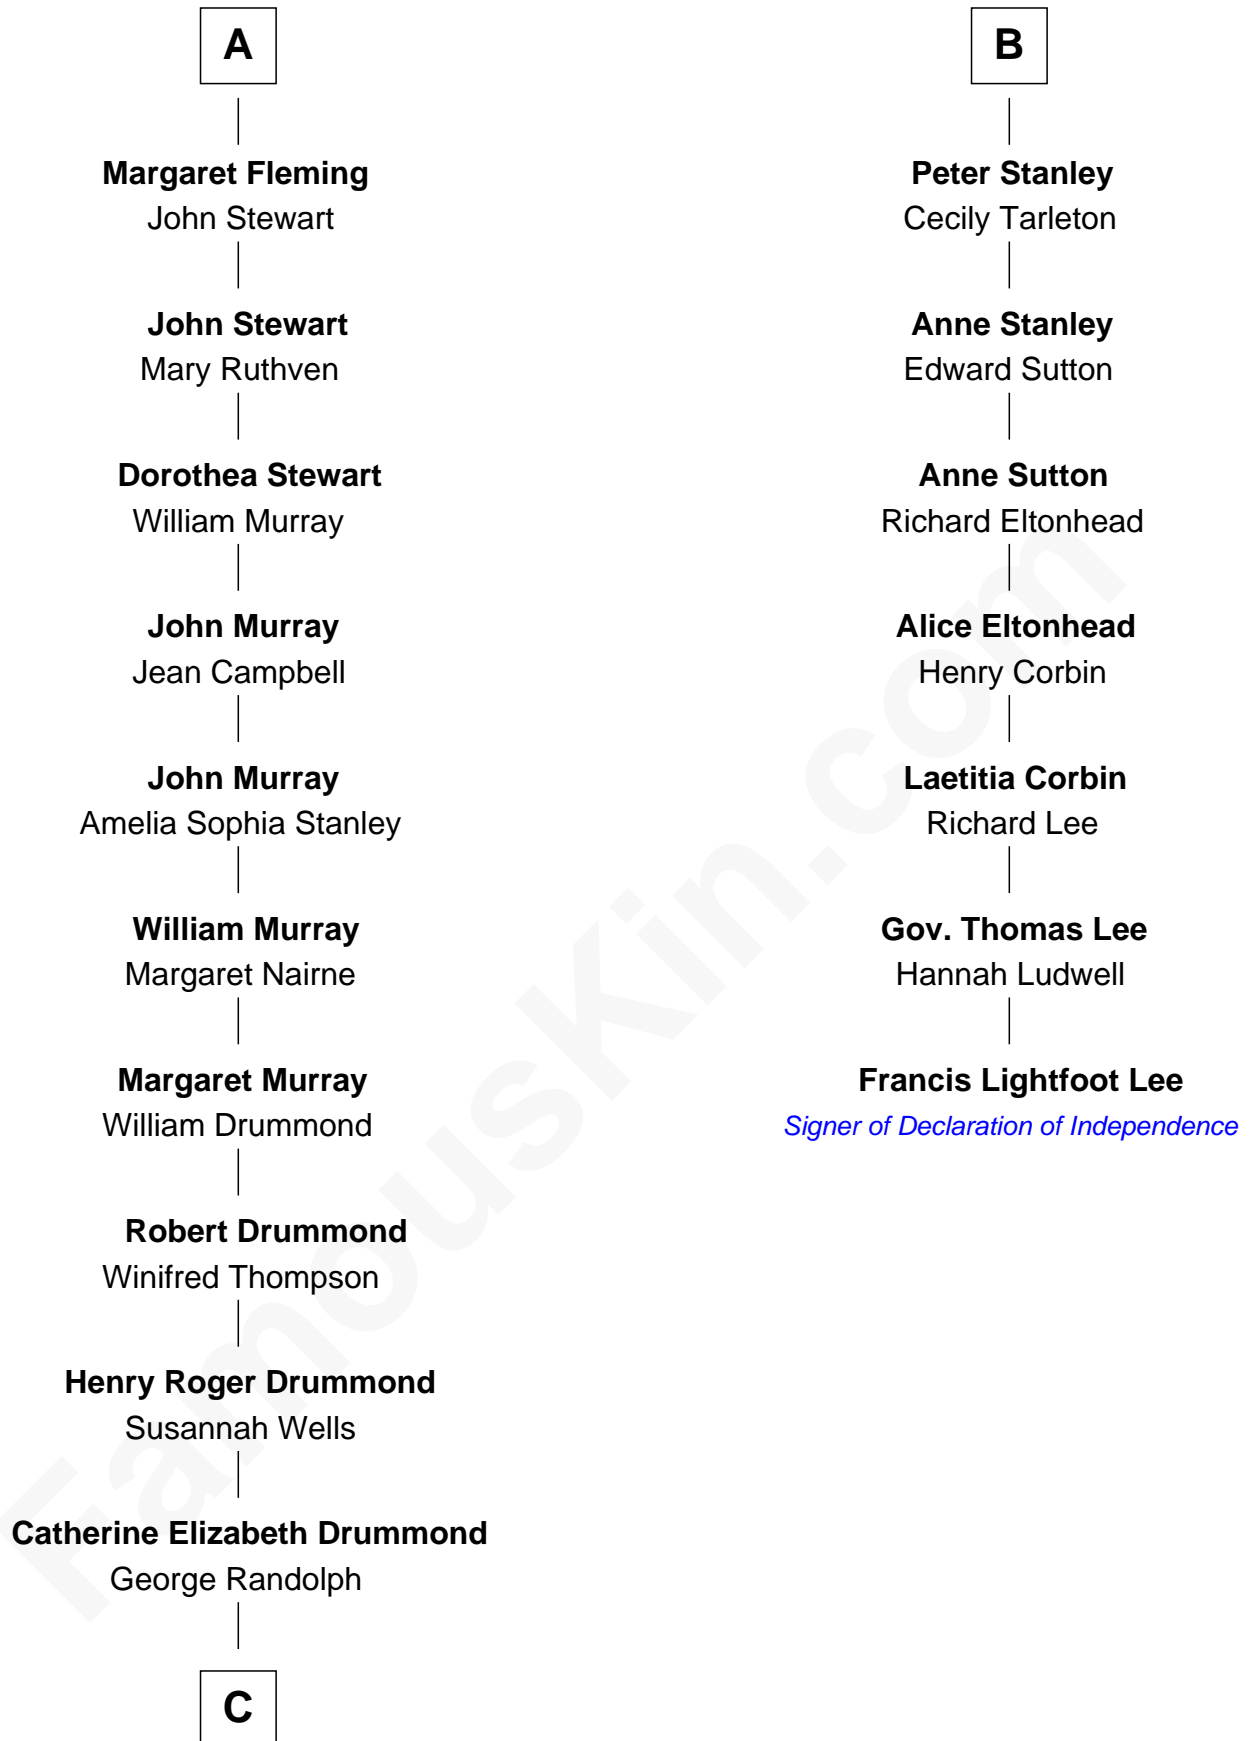 A
Margaret Fleming
John Stewart
John Stewart
Mary Ruthven
Dorothea Stewart
William Murray
John Murray
Jean Campbell
John Murray
Amelia Sophia Stanley
William Murray
Margaret Nairne
Margaret Murray
William Drummond
Robert Drummond
Winifred Thompson
Henry Roger Drummond
Susannah Wells
Catherine Elizabeth Drummond
George Randolph
C
B
Peter Stanley
Cecily Tarleton
Anne Stanley
Edward Sutton
Anne Sutton
Richard Eltonhead
Alice Eltonhead
Henry Corbin
Laetitia Corbin
Richard Lee
Gov. Thomas Lee
Hannah Ludwell
Francis Lightfoot Lee
Signer of Declaration of Independence
FamousKin.com